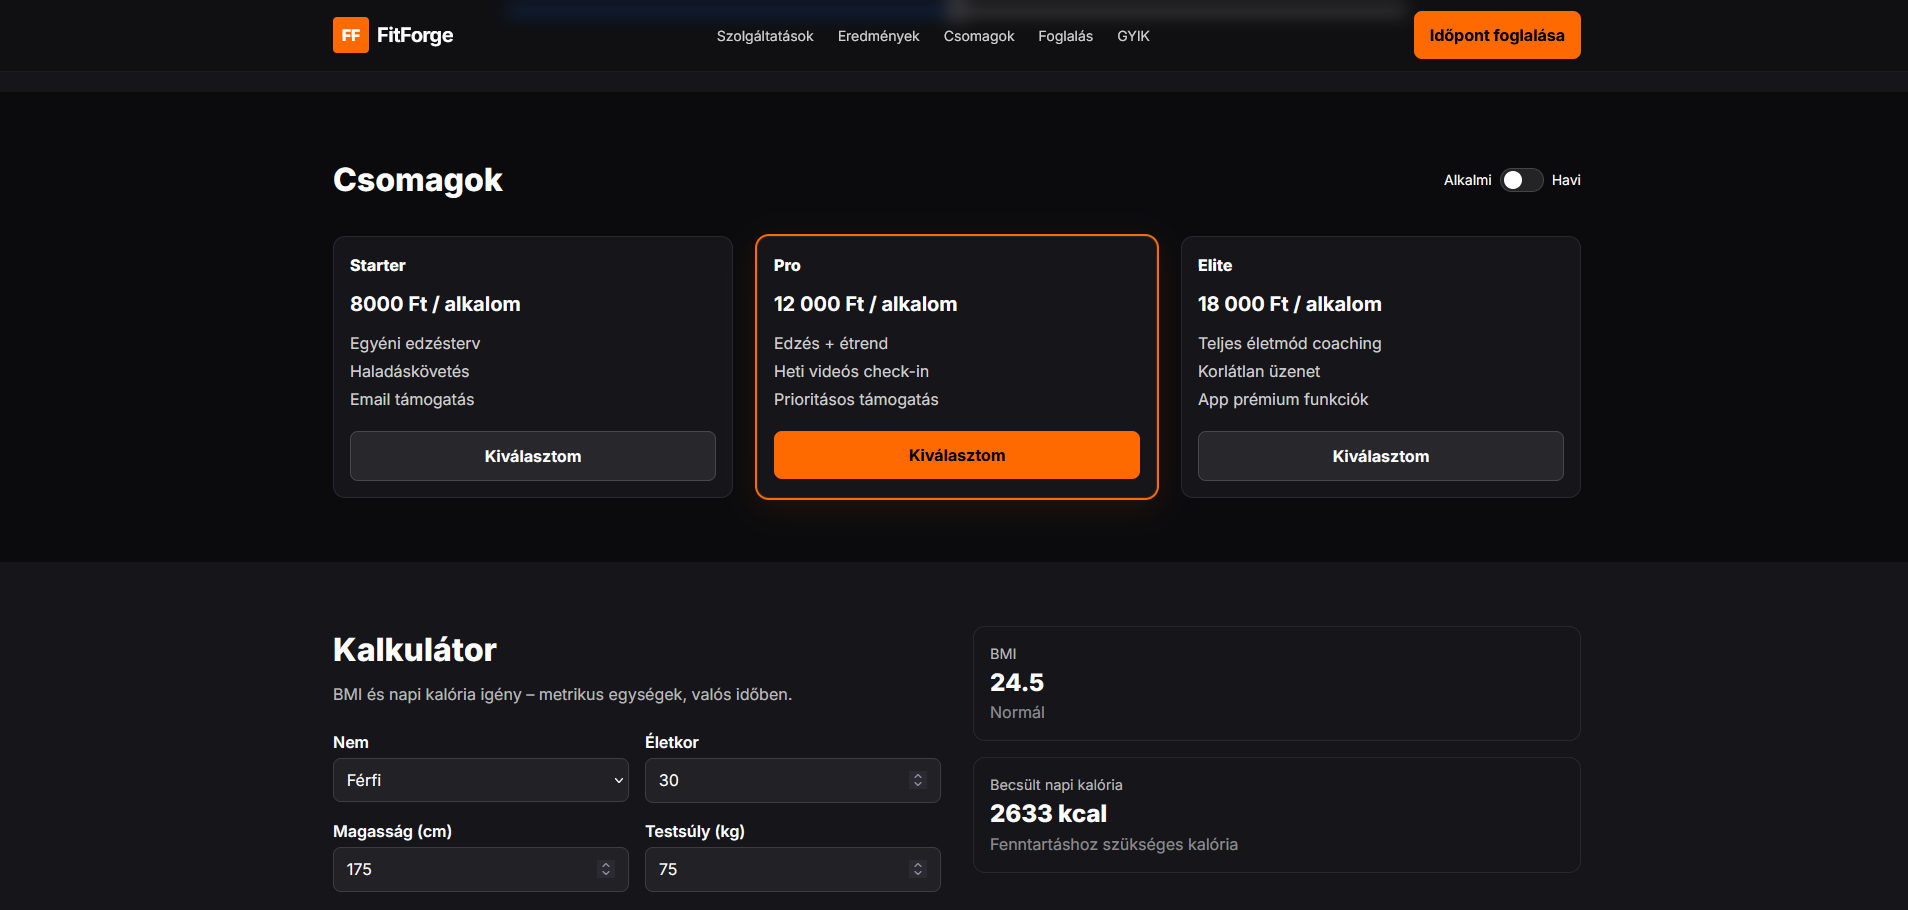 FF FitForge
Szolgáltatások Eredmények Csomagok Foglalás GYIK
Időpont foglalása
Csomagok
Alkalmi Havi
Starter
8000 Ft / alkalom
Egyéni edzésterv
Haladáskövetés
Email támogatás
Kiválasztom
Pro
12 000 Ft / alkalom
Edzés + étrend
Heti videós check-in
Prioritásos támogatás
Kiválasztom
Elite
18 000 Ft / alkalom
Teljes életmód coaching
Korlátlan üzenet
App prémium funkciók
Kiválasztom
Kalkulátor
BMI és napi kalória igény – metrikus egységek, valós időben.
Nem
Férfi
Életkor
30
Magasság (cm)
175
Testsúly (kg)
75
BMI
24.5
Normál
Becsült napi kalória
2633 kcal
Fenntartáshoz szükséges kalória